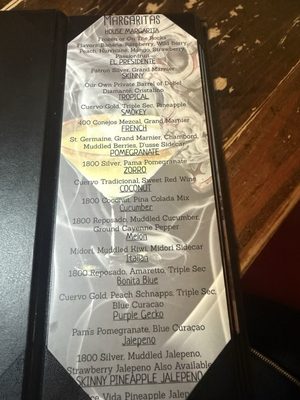 MARGARITAS
HOUSE MARGARITA
Frozen or On The Rocks
Flavors: Banana, Raspberry, Wild Berry,
Peach, Hurricane, Mango, Strawberry,
Passionfruit
EL PRESIDENTE
Patron Silver, Grand Marnier
SKINNY
Our Own Private Barrel of Dobel
Diamante, Cristalino
TROPICAL
Cuervo Gold, Triple Sec, Pineapple
SMOKEY
400 Conejos Mezcal, Grand Marnier
FRENCH
St. Germaine, Grand Marnier, Chambord,
Muddled Berries, Dusse Sidecar
POMEGRANATE
1800 Silver, Pama Pomegranate
ZORRO
Cuervo Tradicional, Sweet Red Wine
COCONUT
1800 Coconut, Pina Colada Mix
Cucumber
1800 Reposado, Muddled Cucumber,
Ground Cayenne Pepper
Melon
Midori, Muddled Kiwi, Midori Sidecar
Italian
1800 Reposado, Amaretto, Triple Sec
Bonita Blue
Cuervo Gold, Peach Schnapps, Triple Sec,
Blue Curacao
Purple Gecko
Pama Pomegranate, Blue Curaçao
Jalepeno
1800 Silver, Muddled Jalepeno,
Strawberry Jalepeno Also Available
SKINNY PINEAPPLE JALEPENO
Vida Pineapple